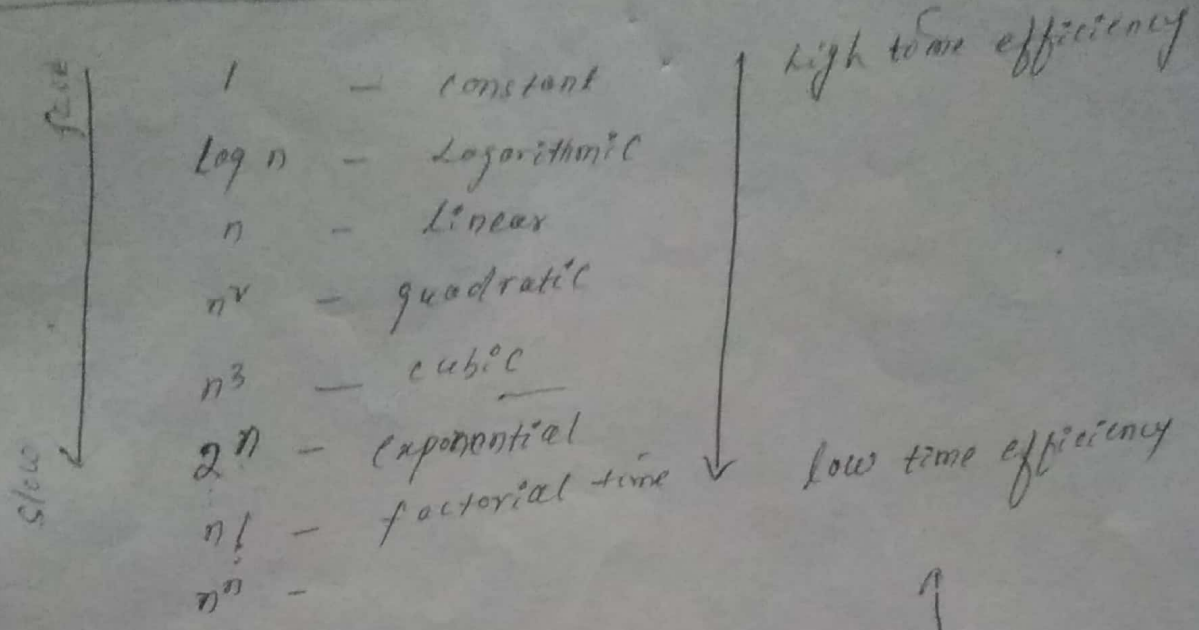 fast
1 - constant
high time efficiency
log n - Logorithmic
n - Linear
n² - quadratic
n³ - cubic
2ⁿ - exponential
slow
low time efficiency
n! - factorial time
nⁿ -